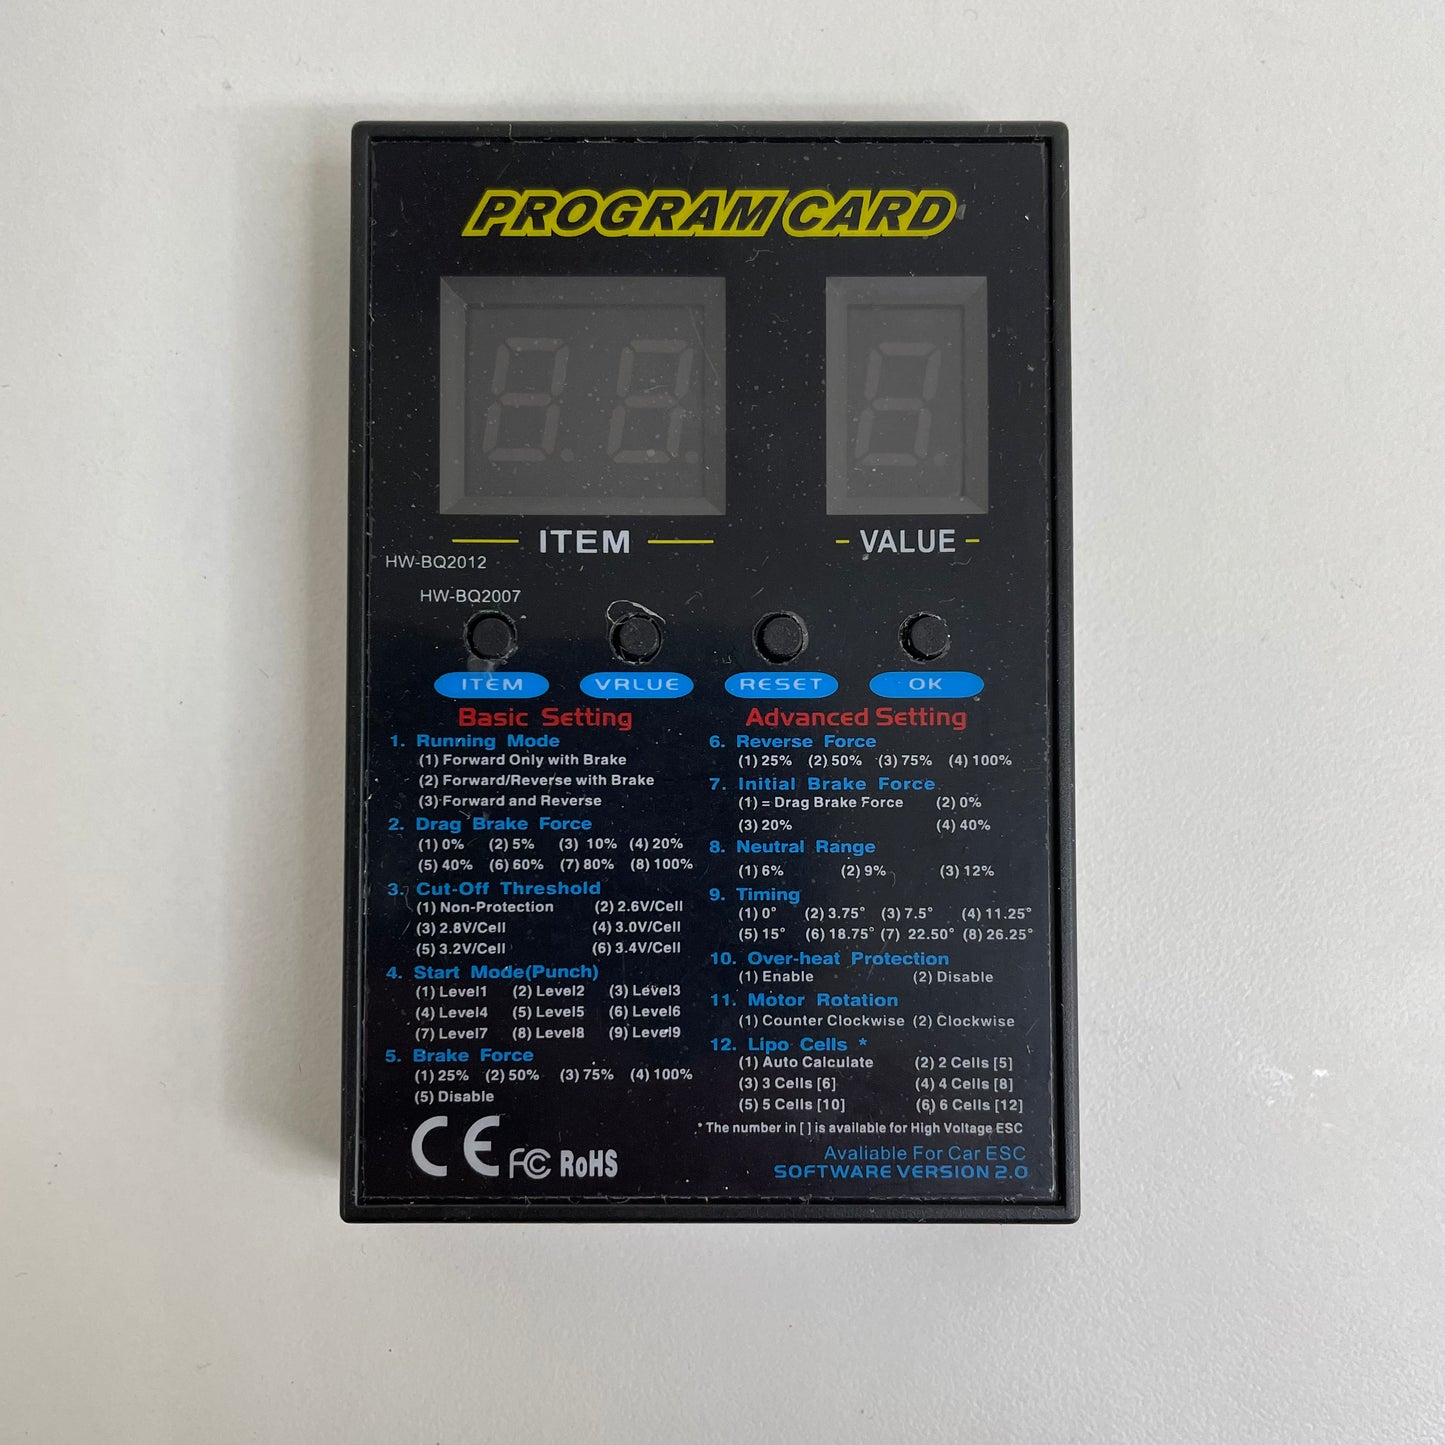 PROGRAM CARD
ITEM
VALUE
HW-BQ2012
HW-BQ2007
ITEM VALUE RESET OK
Basic Setting
1. Running Mode
(1) Forward Only with Brake
(2) Forward/Reverse with Brake
(3) Forward and Reverse
2. Drag Brake Force
(1) 0% (2) 5% (3) 10% (4) 20%
(5) 40% (6) 60% (7) 80% (8) 100%
3. Cut-Off Threshold
(1) Non-Protection (2) 2.6V/Cell
(3) 2.8V/Cell (4) 3.0V/Cell
(5) 3.2V/Cell (6) 3.4V/Cell
4. Start Mode(Punch)
(1) Level1 (2) Level2 (3) Level3
(4) Level4 (5) Level5 (6) Level6
(7) Level7 (8) Level8 (9) Level9
5. Brake Force
(1) 25% (2) 50% (3) 75% (4) 100%
(5) Disable
CE FC RoHS
Advanced Setting
6. Reverse Force
(1) 25% (2) 50% (3) 75% (4) 100%
7. Initial Brake Force
(1) = Drag Brake Force (2) 0%
(3) 20% (4) 40%
8. Neutral Range
(1) 6% (2) 9% (3) 12%
9. Timing
(1) 0° (2) 3.75° (3) 7.5° (4) 11.25°
(5) 15° (6) 18.75° (7) 22.50° (8) 26.25°
10. Over-heat Protection
(1) Enable (2) Disable
11. Motor Rotation
(1) Counter Clockwise (2) Clockwise
12. Lipo Cells *
(1) Auto Calculate (2) 2 Cells [5]
(3) 3 Cells [6] (4) 4 Cells [8]
(5) 5 Cells [10] (6) 6 Cells [12]
* The number in [ ] is available for High Voltage ESC
Avaliable For Car ESC
SOFTWARE VERSION 2.0